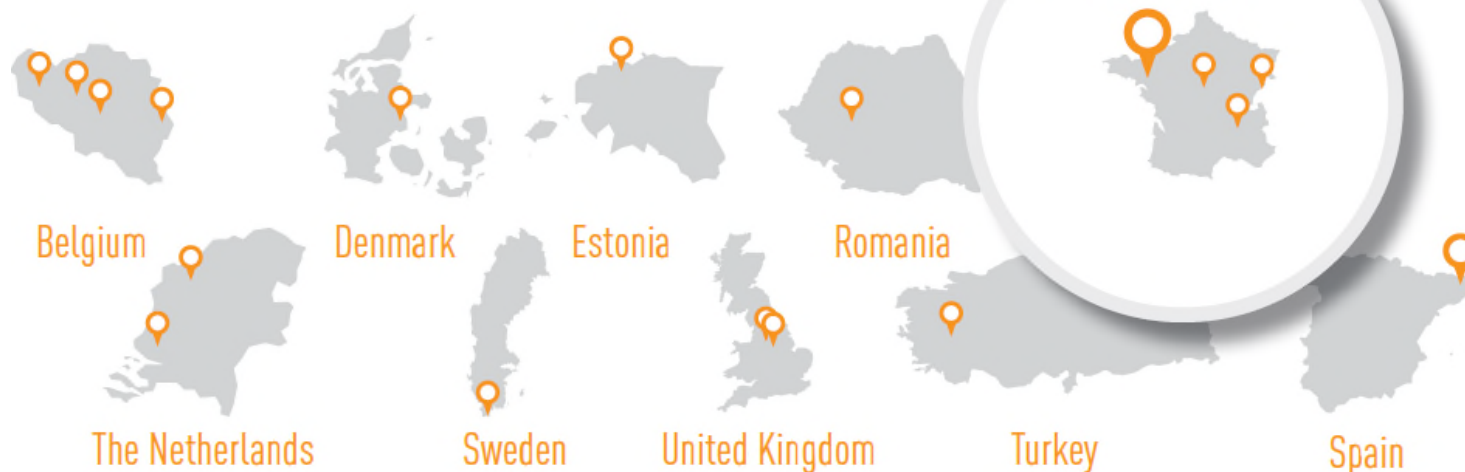 Belgium
Denmark
Estonia
Romania
The Netherlands
Sweden
United Kingdom
Turkey
Spain